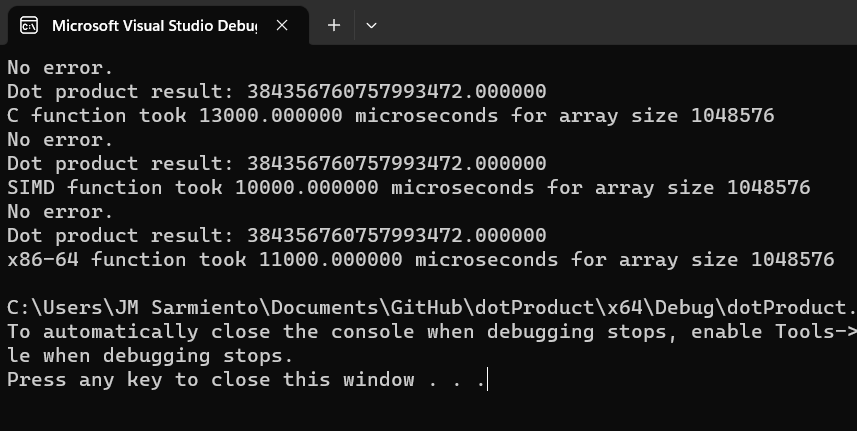 Microsoft Visual Studio Debu
No error.
Dot product result: 384356760757993472.000000
C function took 13000.000000 microseconds for array size 1048576
No error.
Dot product result: 384356760757993472.000000
SIMD function took 10000.000000 microseconds for array size 1048576
No error.
Dot product result: 384356760757993472.000000
x86-64 function took 11000.000000 microseconds for array size 1048576
C:\Users\JM Sarmiento\Documents\GitHub\dotProduct\x64\Debug\dotProduct.
To automatically close the console when debugging stops, enable Tools->
le when debugging stops.
Press any key to close this window . . .